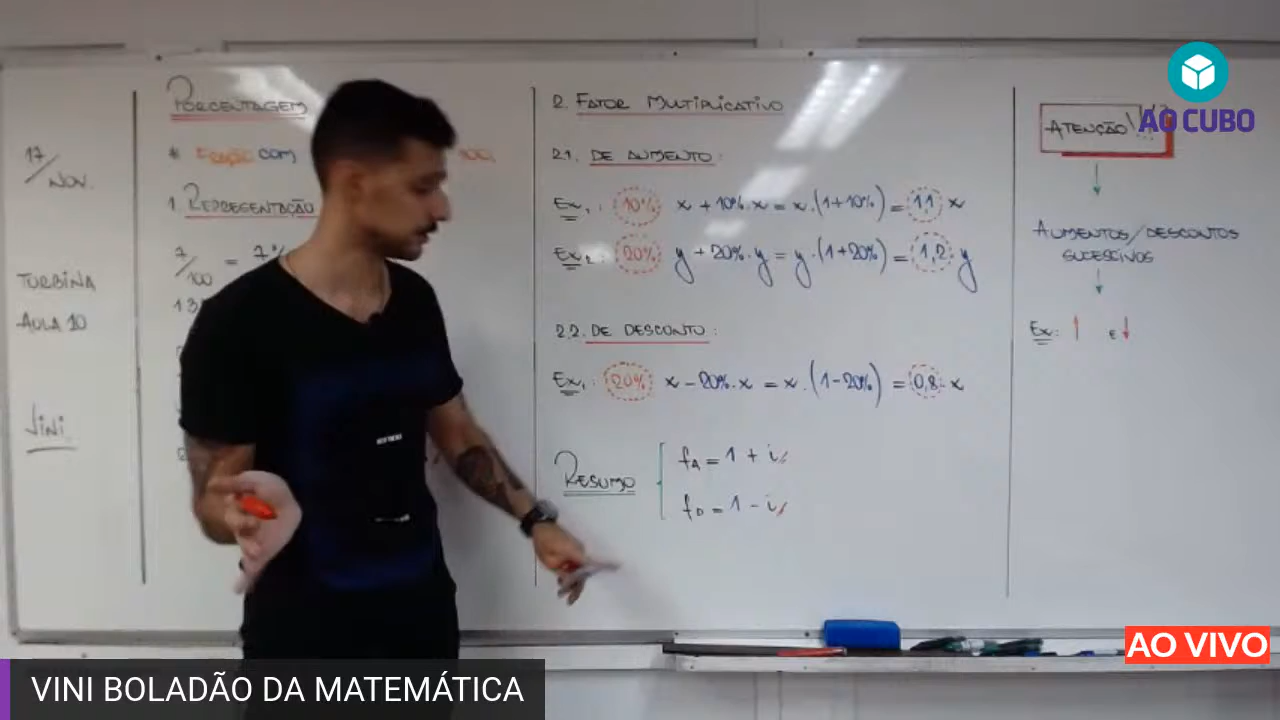 17/NOV.
TURBINA
AULA 10
VINI
PORCENTAGEM
* FRAÇÃO COM 100.
1. REPRESENTAÇÃO
7/100 = 7%
2. FATOR MULTIPLICATIVO
2.1. DE AUMENTO:
Ex1: 10% x + 10%·x = x·(1+10%) = 1,1 x
Ex2: 20% y + 20%·y = y·(1+20%) = 1,2 y
2.2. DE DESCONTO:
Ex1: 20% x - 20%·x = x·(1-20%) = 0,8·x
RESUMO
fA = 1 + i
fD = 1 - i
ATENÇÃO!
AUMENTOS/DESCONTOS
SUCESSIVOS
Ex: ↑ E ↓
AO CUBO
AO VIVO
VINI BOLADÃO DA MATEMÁTICA